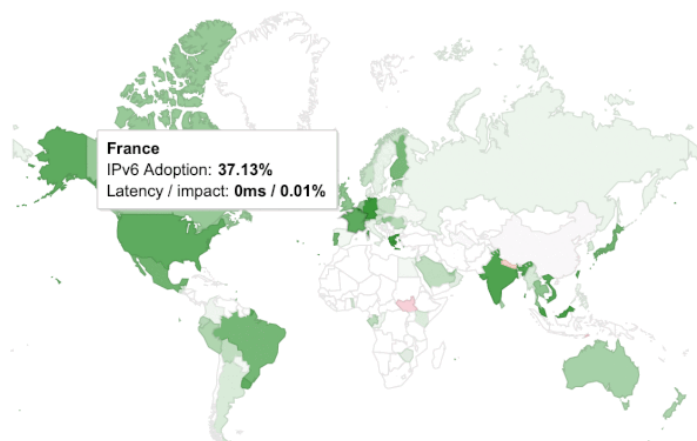 France
IPv6 Adoption: 37.13%
Latency / impact: 0ms / 0.01%